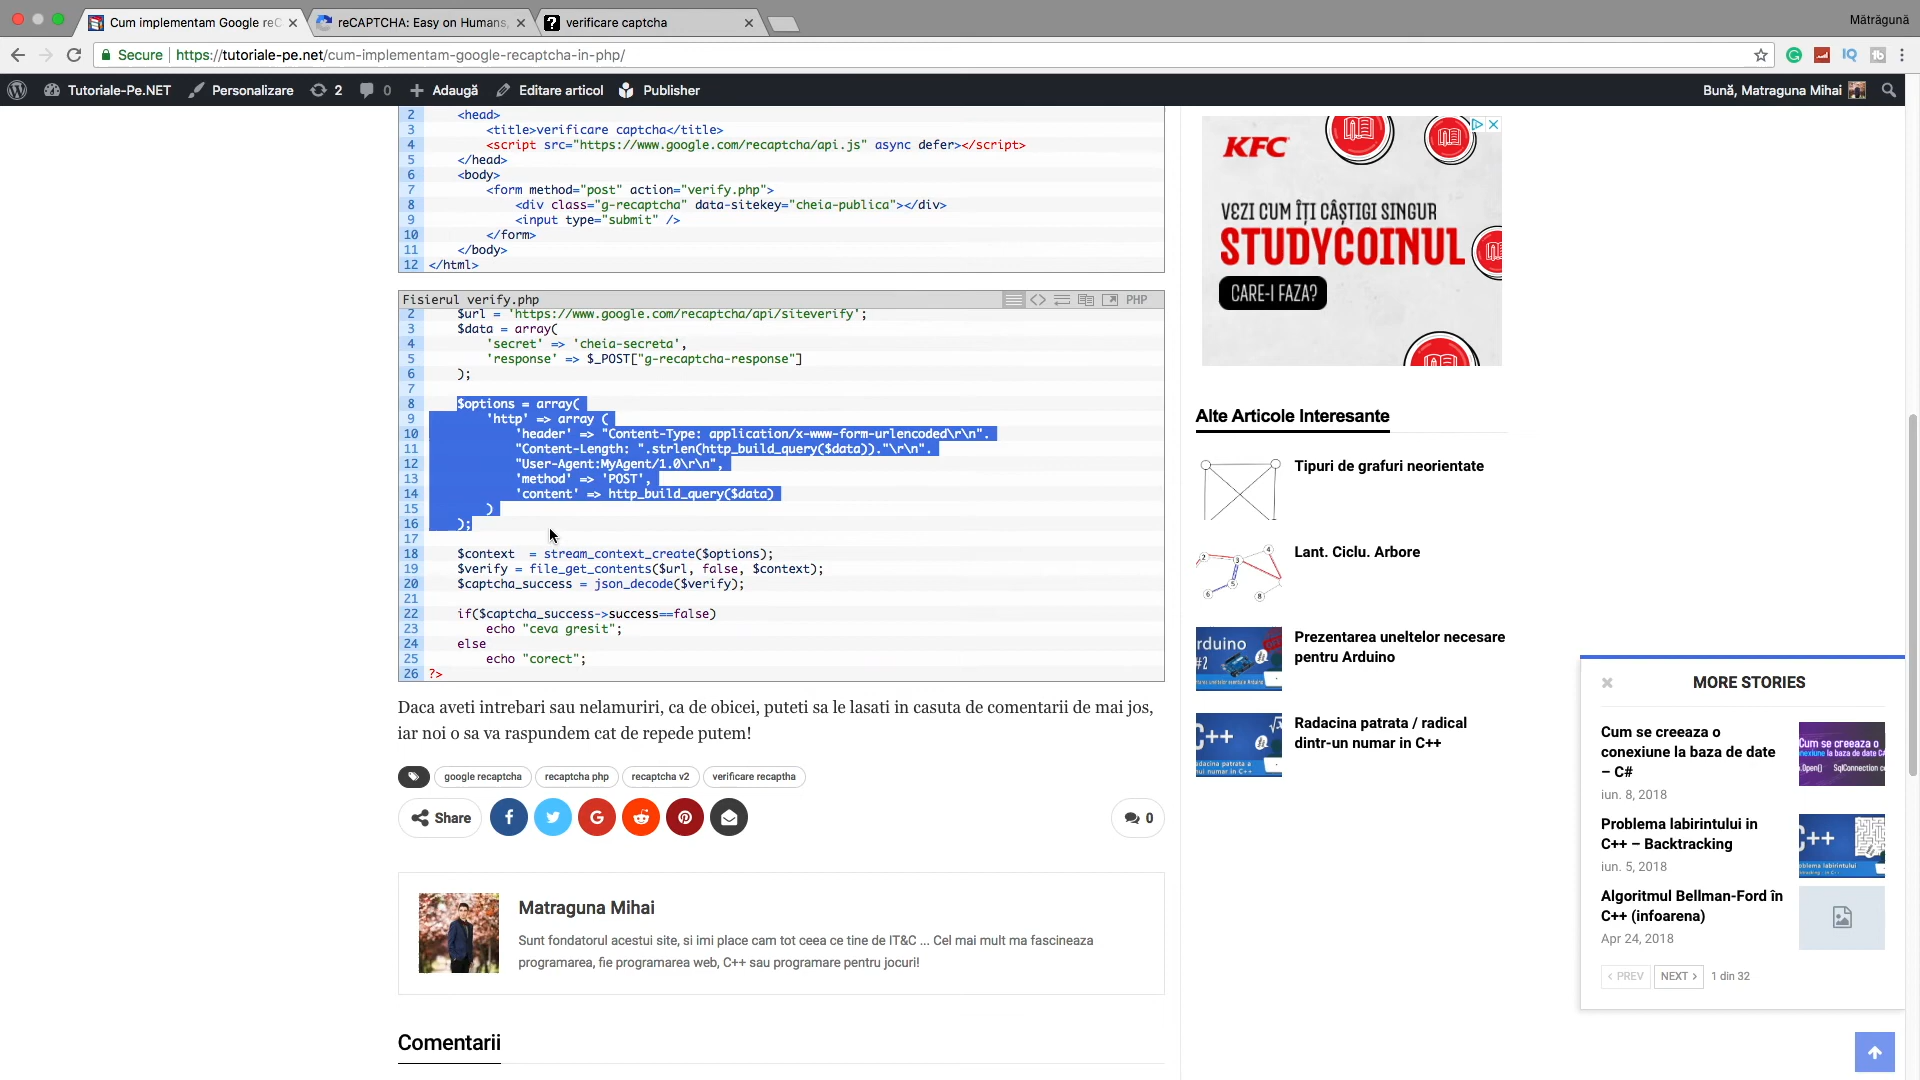 Cum implementam Google reC
reCAPTCHA: Easy on Humans,
verificare captcha
Mătrăgună
Secure
https://tutoriale-pe.net/cum-implementam-google-recaptcha-in-php/
Tutoriale-Pe.NET
Personalizare
2
0
Adaugă
Editare articol
Publisher
Bună, Matraguna Mihai
2 <head>
3 <title>verificare captcha</title>
4 <script src="https://www.google.com/recaptcha/api.js" async defer></script>
5 </head>
6 <body>
7 <form method="post" action="verify.php">
8 <div class="g-recaptcha" data-sitekey="cheia-publica"></div>
9 <input type="submit" />
10 </form>
11 </body>
12 </html>
Fisierul verify.php
PHP
2 $url = 'https://www.google.com/recaptcha/api/siteverify';
3 $data = array(
4 'secret' => 'cheia-secreta',
5 'response' => $_POST["g-recaptcha-response"]
6 );
7
8 $options = array(
9 'http' => array (
10 'header' => "Content-Type: application/x-www-form-urlencoded\r\n".
11 "Content-Length: ".strlen(http_build_query($data))."\r\n".
12 "User-Agent:MyAgent/1.0\r\n",
13 'method' => 'POST',
14 'content' => http_build_query($data)
15 )
16 );
17
18 $context  = stream_context_create($options);
19 $verify = file_get_contents($url, false, $context);
20 $captcha_success = json_decode($verify);
21
22 if($captcha_success->success==false)
23 echo "ceva gresit";
24 else
25 echo "corect";
26 ?>
Daca aveti intrebari sau nelamuriri, ca de obicei, puteti sa le lasati in casuta de comentarii de mai jos,
iar noi o sa va raspundem cat de repede putem!
google recaptcha
recaptcha php
recaptcha v2
verificare recaptha
Share
0
Matraguna Mihai
Sunt fondatorul acestui site, si imi place cam tot ceea ce tine de IT&C ... Cel mai mult ma fascineaza
programarea, fie programarea web, C++ sau programare pentru jocuri!
Comentarii
KFC
VEZI CUM ÎȚI CÂȘTIGI SINGUR
STUDYCOINUL
CARE-I FAZA?
Alte Articole Interesante
Tipuri de grafuri neorientate
Lant. Ciclu. Arbore
Prezentarea uneltelor necesare
pentru Arduino
Radacina patrata / radical
dintr-un numar in C++
MORE STORIES
Cum se creeaza o
conexiune la baza de date
– C#
iun. 8, 2018
Problema labirintului in
C++ – Backtracking
iun. 5, 2018
Algoritmul Bellman-Ford în
C++ (infoarena)
Apr 24, 2018
PREV
NEXT
1 din 32